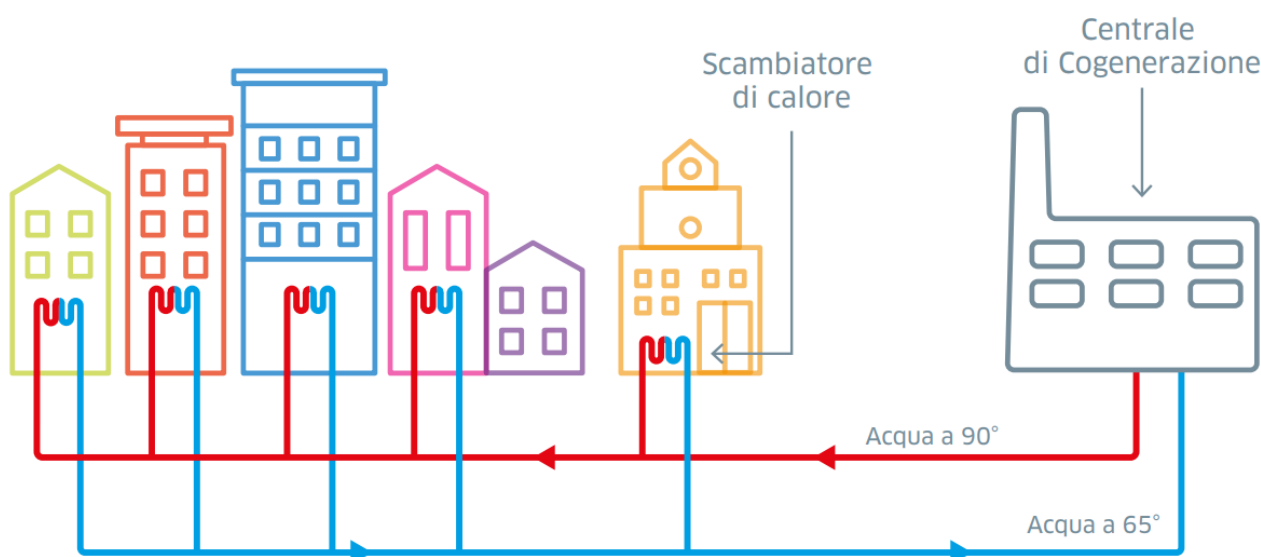 Centrale
di Cogenerazione
Scambiatore
di calore
Acqua a 90°
Acqua a 65°